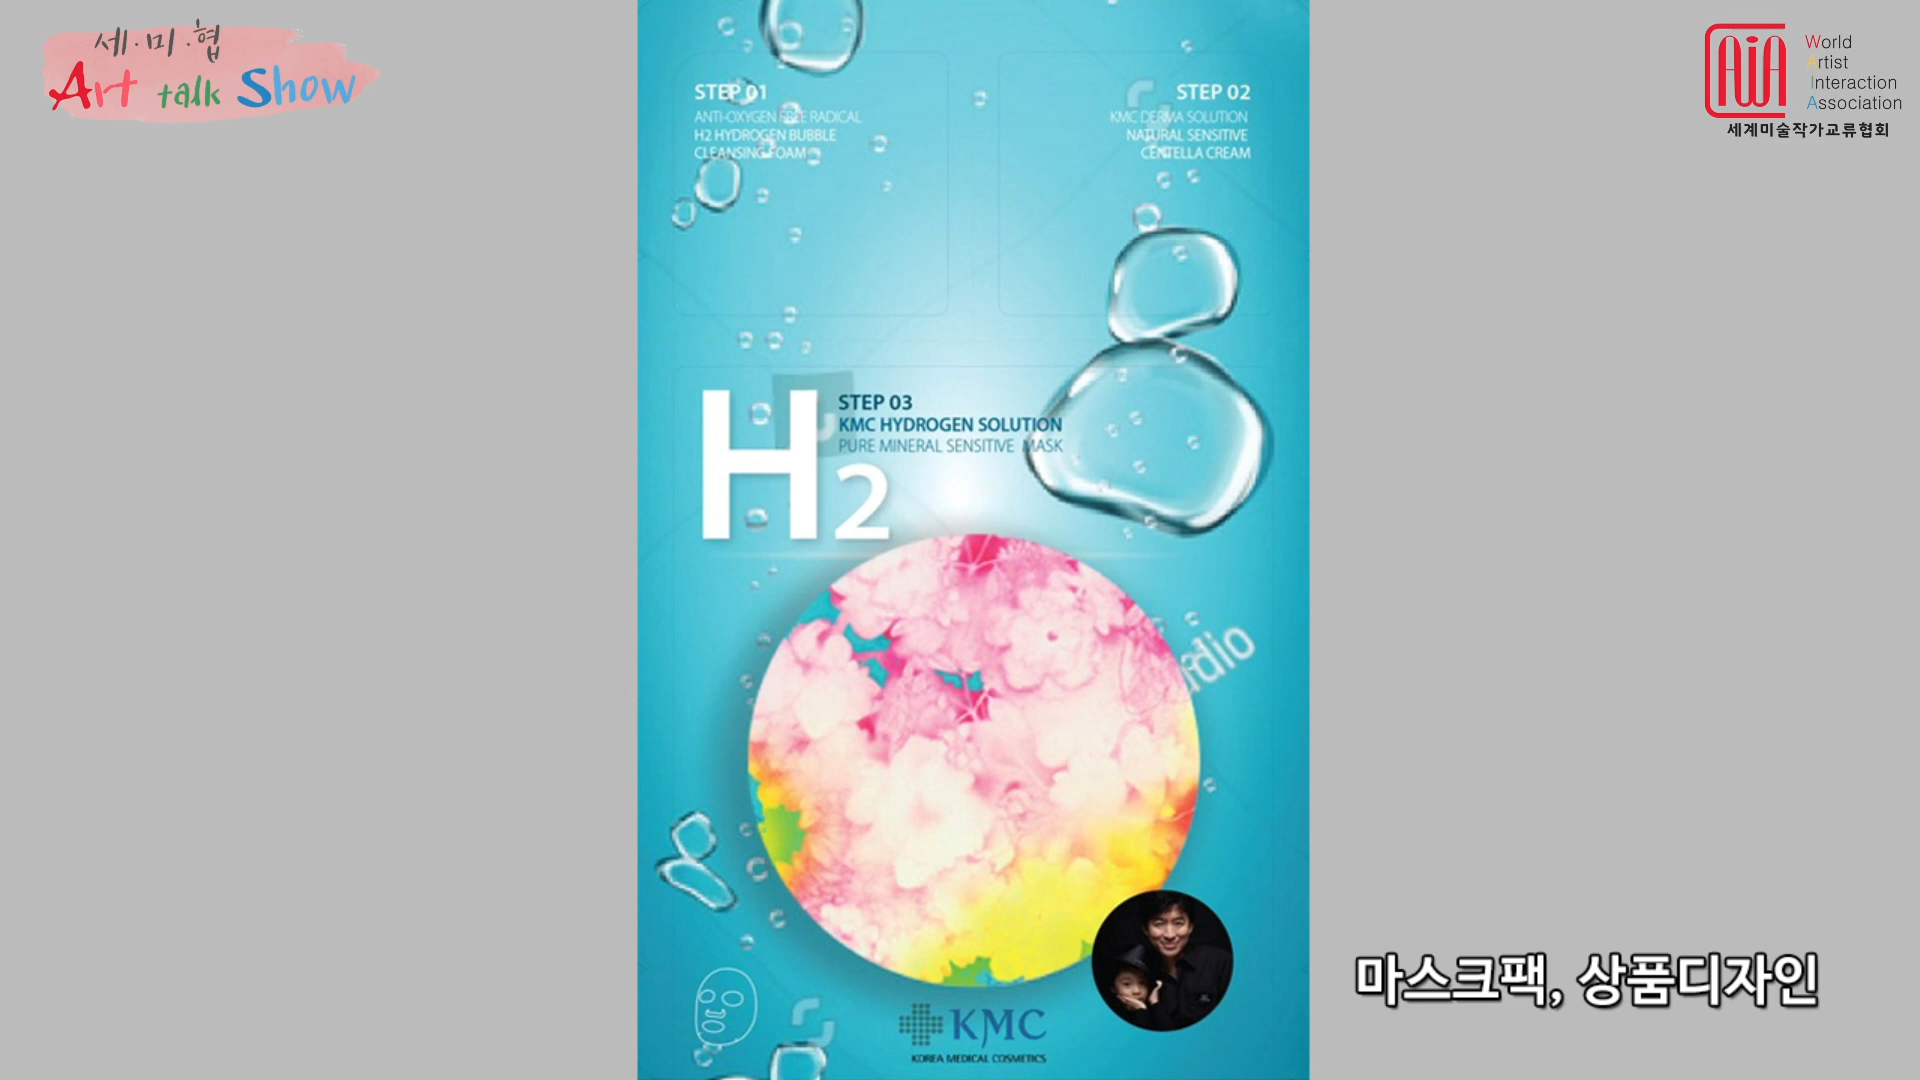 세·미·협
Art talk Show
World
Artist
Interaction
Association
세계미술작가교류협회
STEP 01
ANTI-OXYGEN FREE RADICAL
H2 HYDROGEN BUBBLE
CLEANSING FOAM
STEP 02
KMC DERMA SOLUTION
NATURAL SENSITIVE
CENTELLA CREAM
H2
STEP 03
KMC HYDROGEN SOLUTION
PURE MINERAL SENSITIVE MASK
KMC
KOREA MEDICAL COSMETICS
마스크팩, 상품디자인